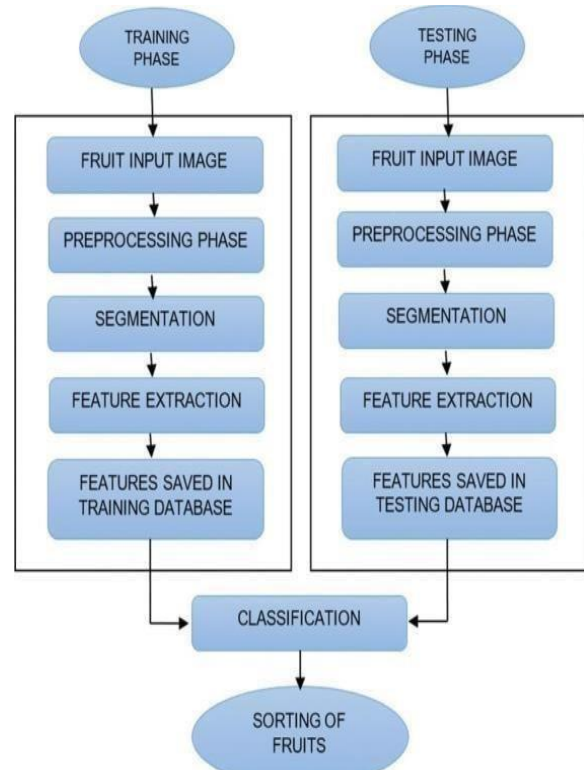 TRAINING
PHASE
FRUIT INPUT IMAGE
PREPROCESSING PHASE
SEGMENTATION
FEATURE EXTRACTION
FEATURES SAVED IN
TRAINING DATABASE
TESTING
PHASE
FRUIT INPUT IMAGE
PREPROCESSING PHASE
SEGMENTATION
FEATURE EXTRACTION
FEATURES SAVED IN
TESTING DATABASE
CLASSIFICATION
SORTING OF
FRUITS